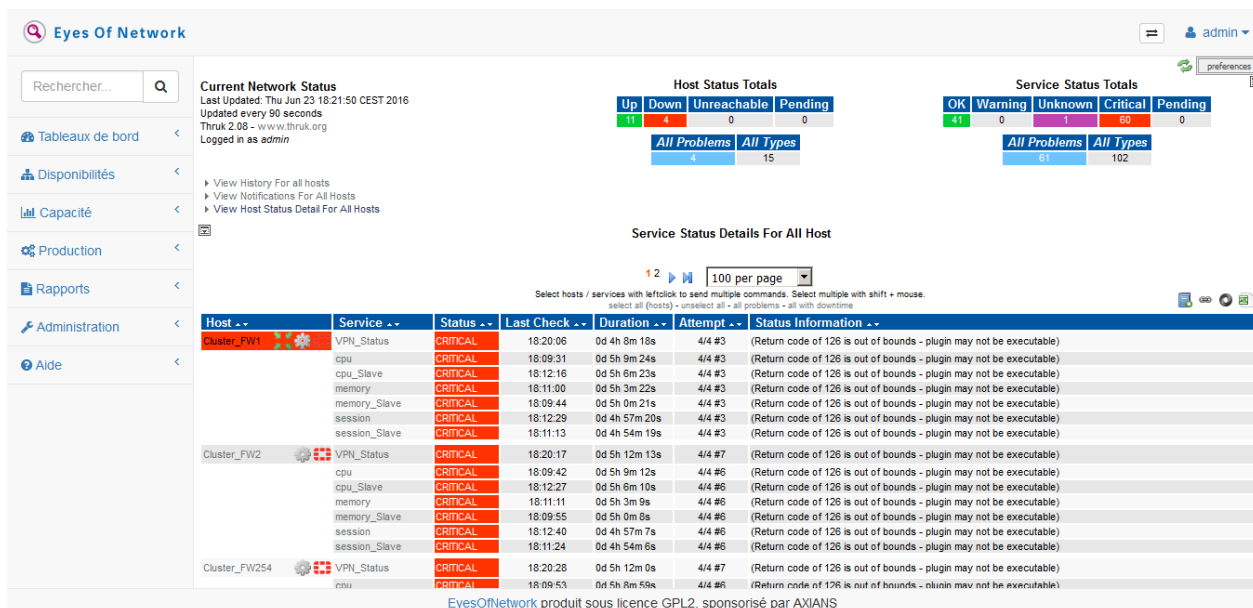 Eyes Of Network
admin
Rechercher...
preferences
Current Network Status
Last Updated: Thu Jun 23 18:21:50 CEST 2016
Updated every 90 seconds
Thruk 2.08 - www.thruk.org
Logged in as admin
Host Status Totals
Up Down Unreachable Pending
11 4 0 0
All Problems All Types
4 15
Service Status Totals
OK Warning Unknown Critical Pending
41 0 1 60 0
All Problems All Types
61 102
Tableaux de bord
Disponibilités
Capacité
Production
Rapports
Administration
Aide
View History For all hosts
View Notifications For All Hosts
View Host Status Detail For All Hosts
Service Status Details For All Host
1 2 100 per page
Select hosts / services with leftclick to send multiple commands. Select multiple with shift + mouse.
select all (hosts) - unselect all - all problems - all with downtime
Host Service Status Last Check Duration Attempt Status Information
Cluster_FW1 VPN_Status CRITICAL 18:20:06 0d 4h 8m 18s 4/4 #3 (Return code of 126 is out of bounds - plugin may not be executable)
cpu CRITICAL 18:09:31 0d 5h 9m 24s 4/4 #3 (Return code of 126 is out of bounds - plugin may not be executable)
cpu_Slave CRITICAL 18:12:16 0d 5h 6m 23s 4/4 #3 (Return code of 126 is out of bounds - plugin may not be executable)
memory CRITICAL 18:11:00 0d 5h 3m 22s 4/4 #3 (Return code of 126 is out of bounds - plugin may not be executable)
memory_Slave CRITICAL 18:09:44 0d 5h 0m 21s 4/4 #3 (Return code of 126 is out of bounds - plugin may not be executable)
session CRITICAL 18:12:29 0d 4h 57m 20s 4/4 #3 (Return code of 126 is out of bounds - plugin may not be executable)
session_Slave CRITICAL 18:11:13 0d 4h 54m 19s 4/4 #3 (Return code of 126 is out of bounds - plugin may not be executable)
Cluster_FW2 VPN_Status CRITICAL 18:20:17 0d 5h 12m 13s 4/4 #7 (Return code of 126 is out of bounds - plugin may not be executable)
cpu CRITICAL 18:09:42 0d 5h 9m 12s 4/4 #6 (Return code of 126 is out of bounds - plugin may not be executable)
cpu_Slave CRITICAL 18:12:27 0d 5h 6m 10s 4/4 #6 (Return code of 126 is out of bounds - plugin may not be executable)
memory CRITICAL 18:11:11 0d 5h 3m 9s 4/4 #6 (Return code of 126 is out of bounds - plugin may not be executable)
memory_Slave CRITICAL 18:09:55 0d 5h 0m 8s 4/4 #6 (Return code of 126 is out of bounds - plugin may not be executable)
session CRITICAL 18:12:40 0d 4h 57m 7s 4/4 #6 (Return code of 126 is out of bounds - plugin may not be executable)
session_Slave CRITICAL 18:11:24 0d 4h 54m 6s 4/4 #6 (Return code of 126 is out of bounds - plugin may not be executable)
Cluster_FW254 VPN_Status CRITICAL 18:20:28 0d 5h 12m 0s 4/4 #7 (Return code of 126 is out of bounds - plugin may not be executable)
cpu CRITICAL 18:09:53 0d 5h 8m 59s 4/4 #6 (Return code of 126 is out of bounds - plugin may not be executable)
EyesOfNetwork produit sous licence GPL2, sponsorisé par AXIANS